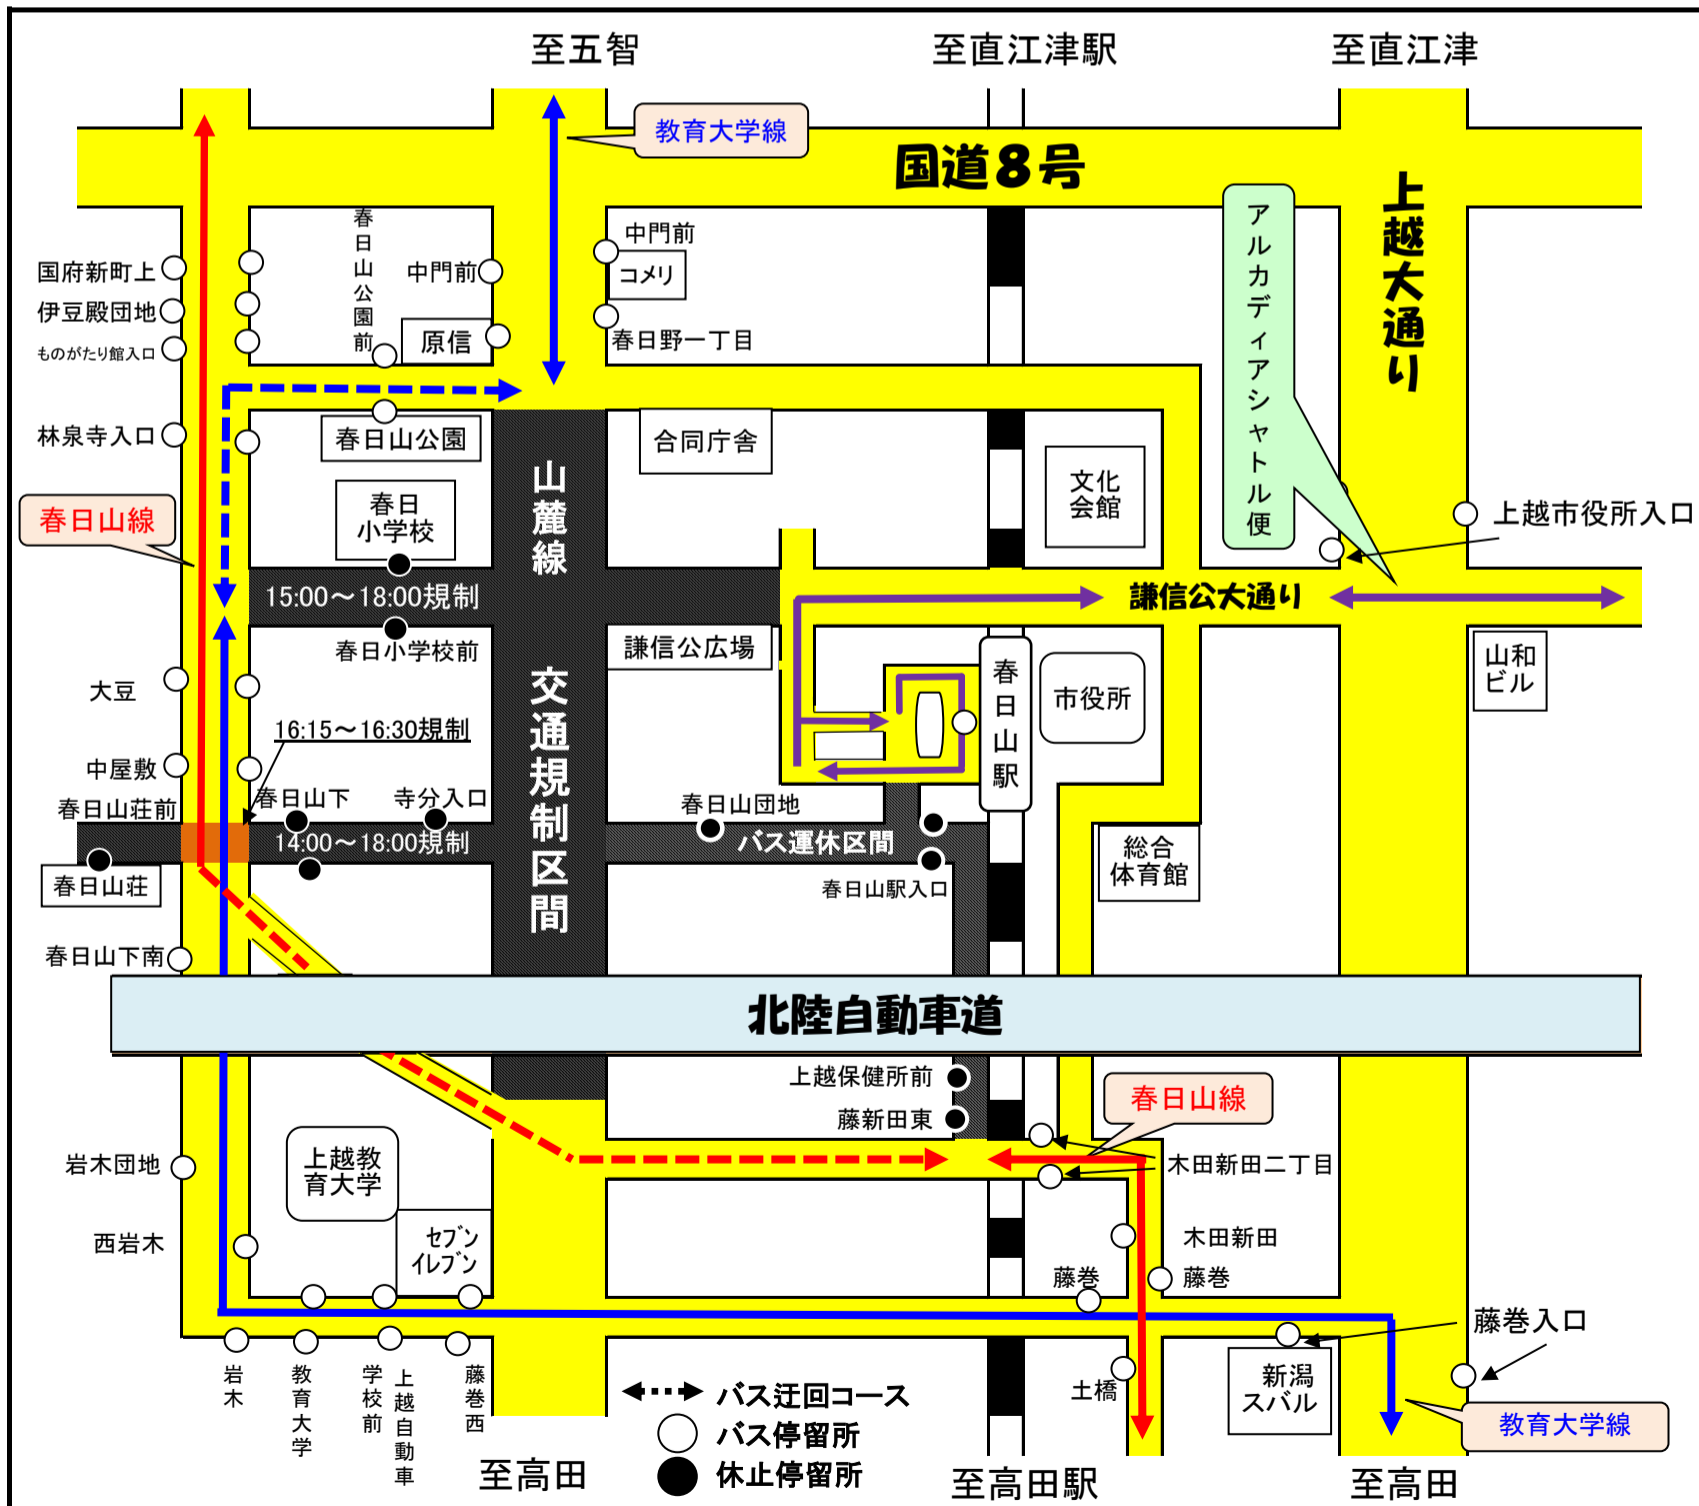 至五智
至直江津駅
至直江津
教育大学線
国道8号
上越大通り
アルカディアシャトル便
春日山公園前
中門前
コメリ
国府新町上
中門前
伊豆殿団地
原信
春日野一丁目
ものがたり館入口
林泉寺入口
春日山公園
合同庁舎
山麓線
交通規制区間
文化
会館
春日
小学校
春日山線
上越市役所入口
15:00～18:00規制
謙信公大通り
春日小学校前
謙信公広場
春日山駅
市役所
山和
ビル
大豆
16:15～16:30規制
中屋敷
春日山荘前
春日山下
寺分入口
春日山団地
14:00～18:00規制
バス運休区間
総合
体育館
春日山荘
春日山駅入口
春日山下南
北陸自動車道
上越保健所前
春日山線
藤新田東
上越教
育大学
岩木団地
木田新田二丁目
西岩木
セブン
イレブン
木田新田
藤巻
藤巻
藤巻入口
岩木
教育大学
学校前
上越自動車
藤巻西
土橋
新潟
スバル
バス迂回コース
バス停留所
休止停留所
教育大学線
至高田
至高田駅
至高田